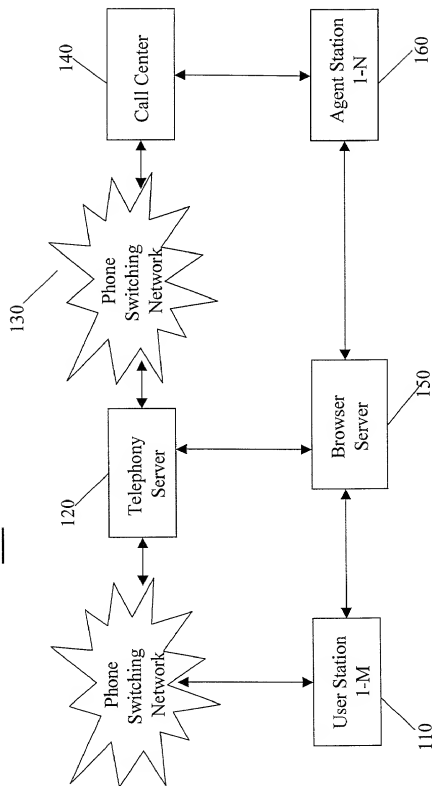 130
140
120
Phone
Switching
Network
Telephony
Server
Phone
Switching
Network
Call Center
User Station
1-M
Browser
Server
Agent Station
1-N
110
150
160